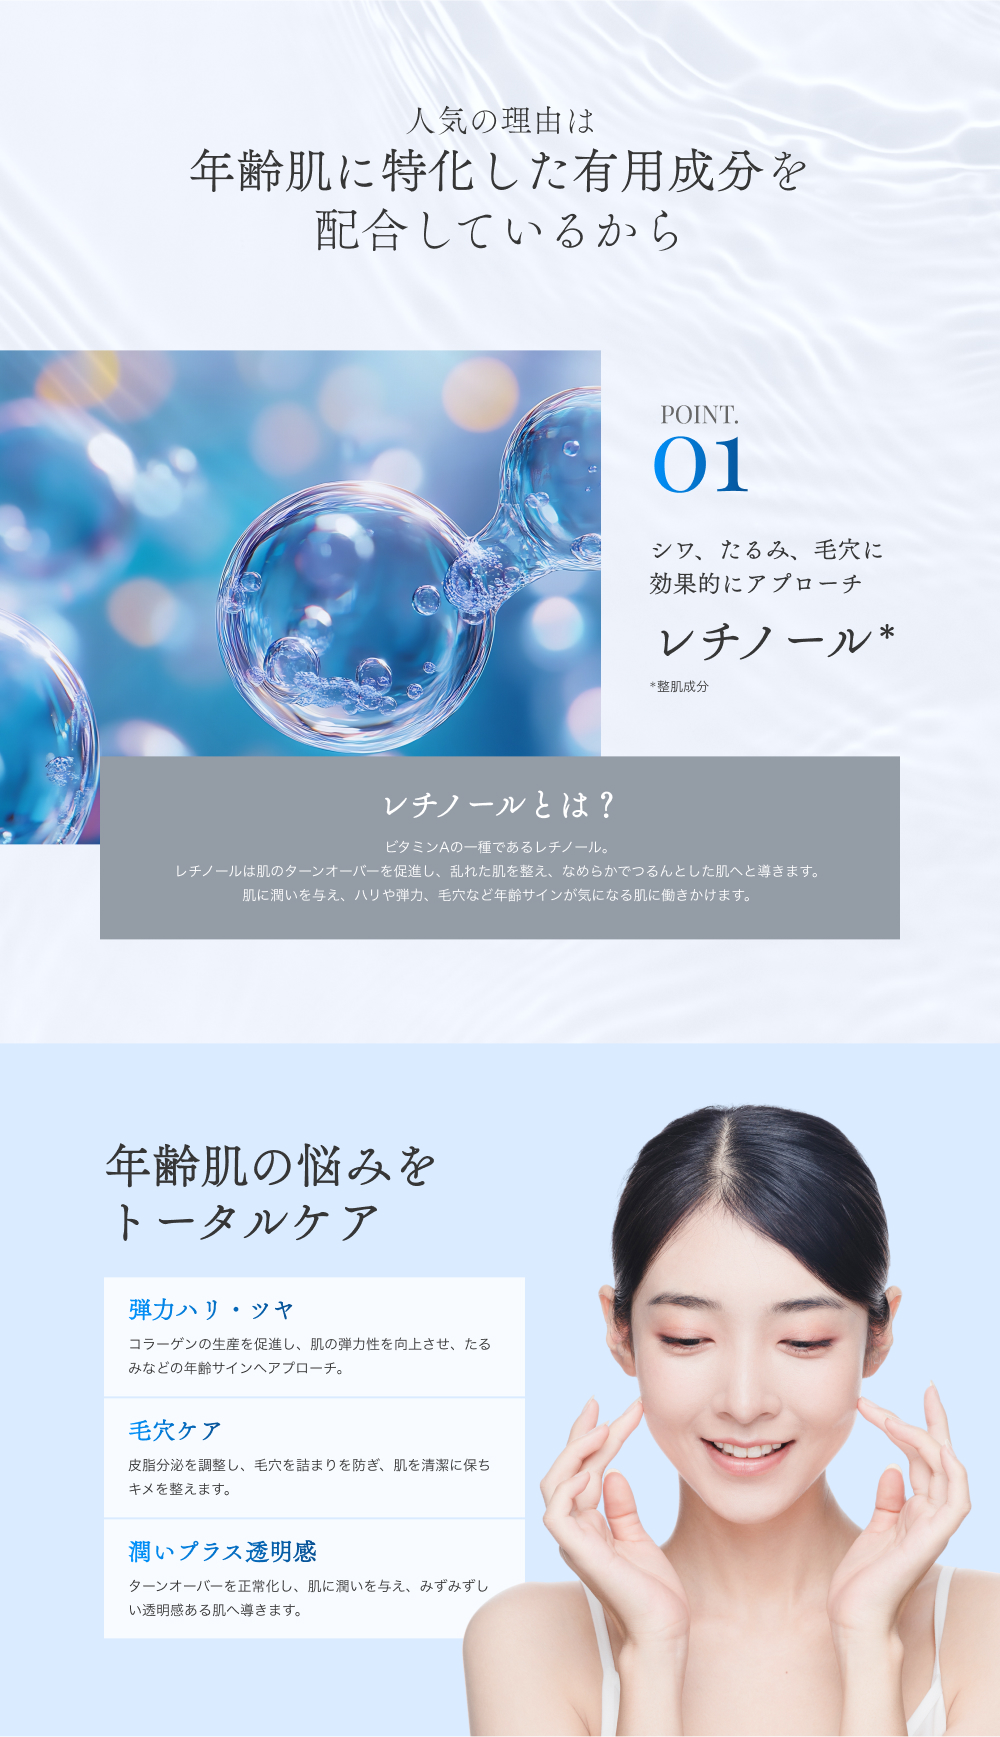 人気の理由は
年齢肌に特化した有用成分を
配合しているから
POINT.
01
シワ、たるみ、毛穴に
効果的にアプローチ
レチノール*
*整肌成分
レチノールとは？
ビタミンAの一種であるレチノール。
レチノールは肌のターンオーバーを促進し、乱れた肌を整え、なめらかでつるんとした肌へと導きます。
肌に潤いを与え、ハリや弾力、毛穴など年齢サインが気になる肌に働きかけます。
年齢肌の悩みを
トータルケア
弾力ハリ・ツヤ
コラーゲンの生産を促進し、肌の弾力性を向上させ、たる
みなどの年齢サインへアプローチ。
毛穴ケア
皮脂分泌を調整し、毛穴を詰まりを防ぎ、肌を清潔に保ち
キメを整えます。
潤いプラス透明感
ターンオーバーを正常化し、肌に潤いを与え、みずみずし
い透明感ある肌へ導きます。